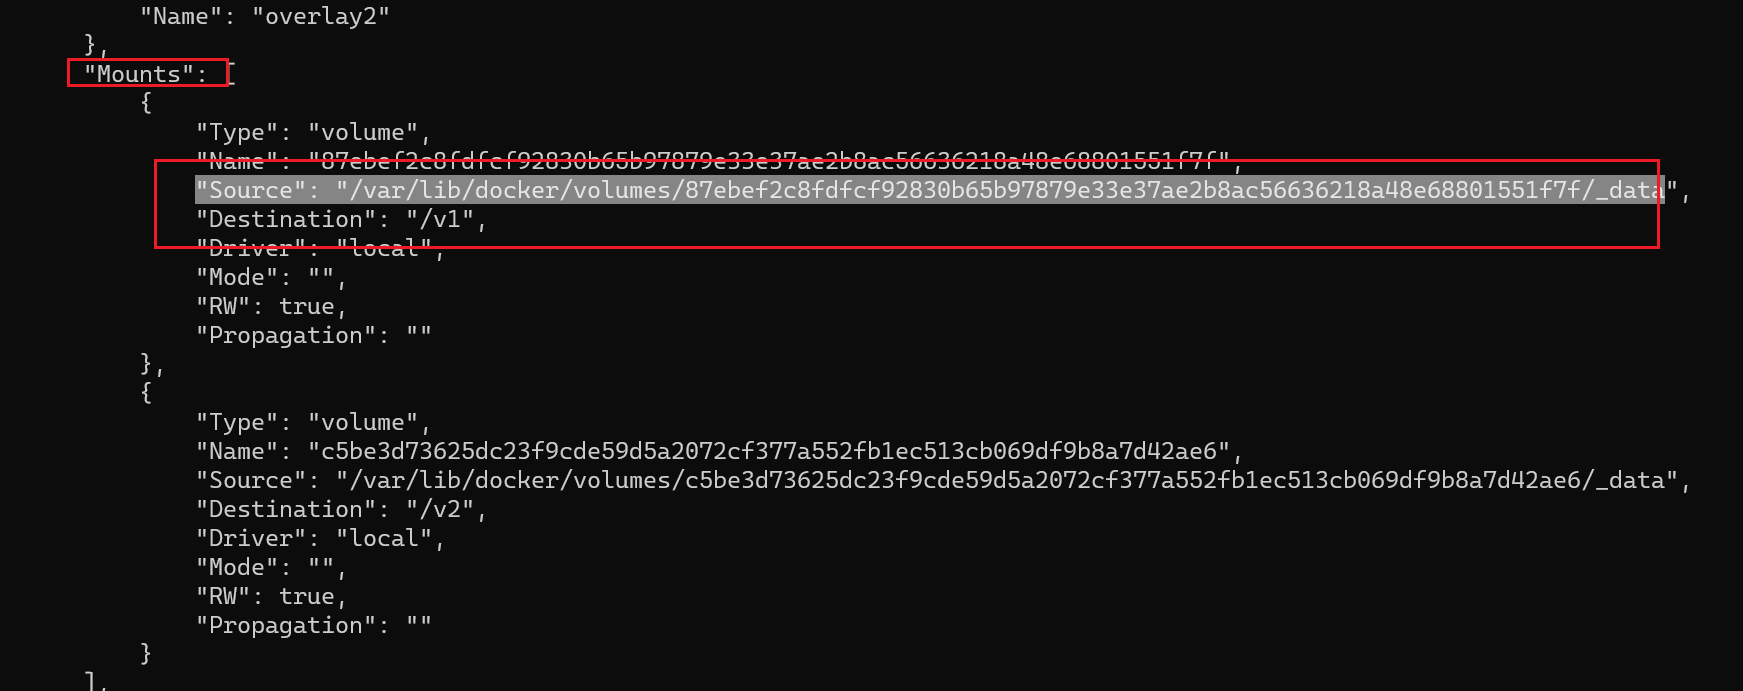 "Name": "overlay2"
},
"Mounts": [
{
"Type": "volume",
"Name": "87ebef2c8fdfcf92830b65b97879e33e37ae2b8ac56636218a48e68801551f7f",
"Source": "/var/lib/docker/volumes/87ebef2c8fdfcf92830b65b97879e33e37ae2b8ac56636218a48e68801551f7f/_data",
"Destination": "/v1",
"Driver": "local",
"Mode": "",
"RW": true,
"Propagation": ""
},
{
"Type": "volume",
"Name": "c5be3d73625dc23f9cde59d5a2072cf377a552fb1ec513cb069df9b8a7d42ae6",
"Source": "/var/lib/docker/volumes/c5be3d73625dc23f9cde59d5a2072cf377a552fb1ec513cb069df9b8a7d42ae6/_data",
"Destination": "/v2",
"Driver": "local",
"Mode": "",
"RW": true,
"Propagation": ""
}
],